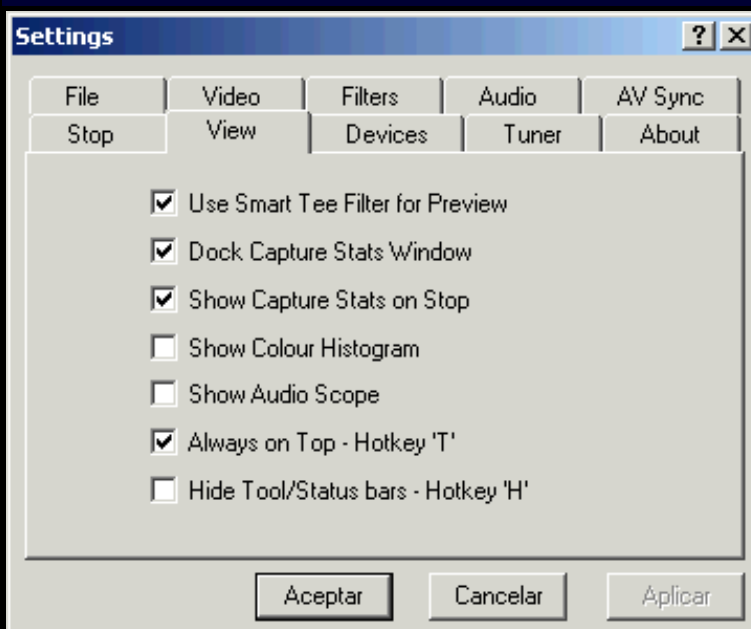 Settings
File Video Filters Audio AV Sync
Stop View Devices Tuner About
Use Smart Tee Filter for Preview
Dock Capture Stats Window
Show Capture Stats on Stop
Show Colour Histogram
Show Audio Scope
Always on Top - Hotkey 'T'
Hide Tool/Status bars - Hotkey 'H'
Aceptar Cancelar Aplicar